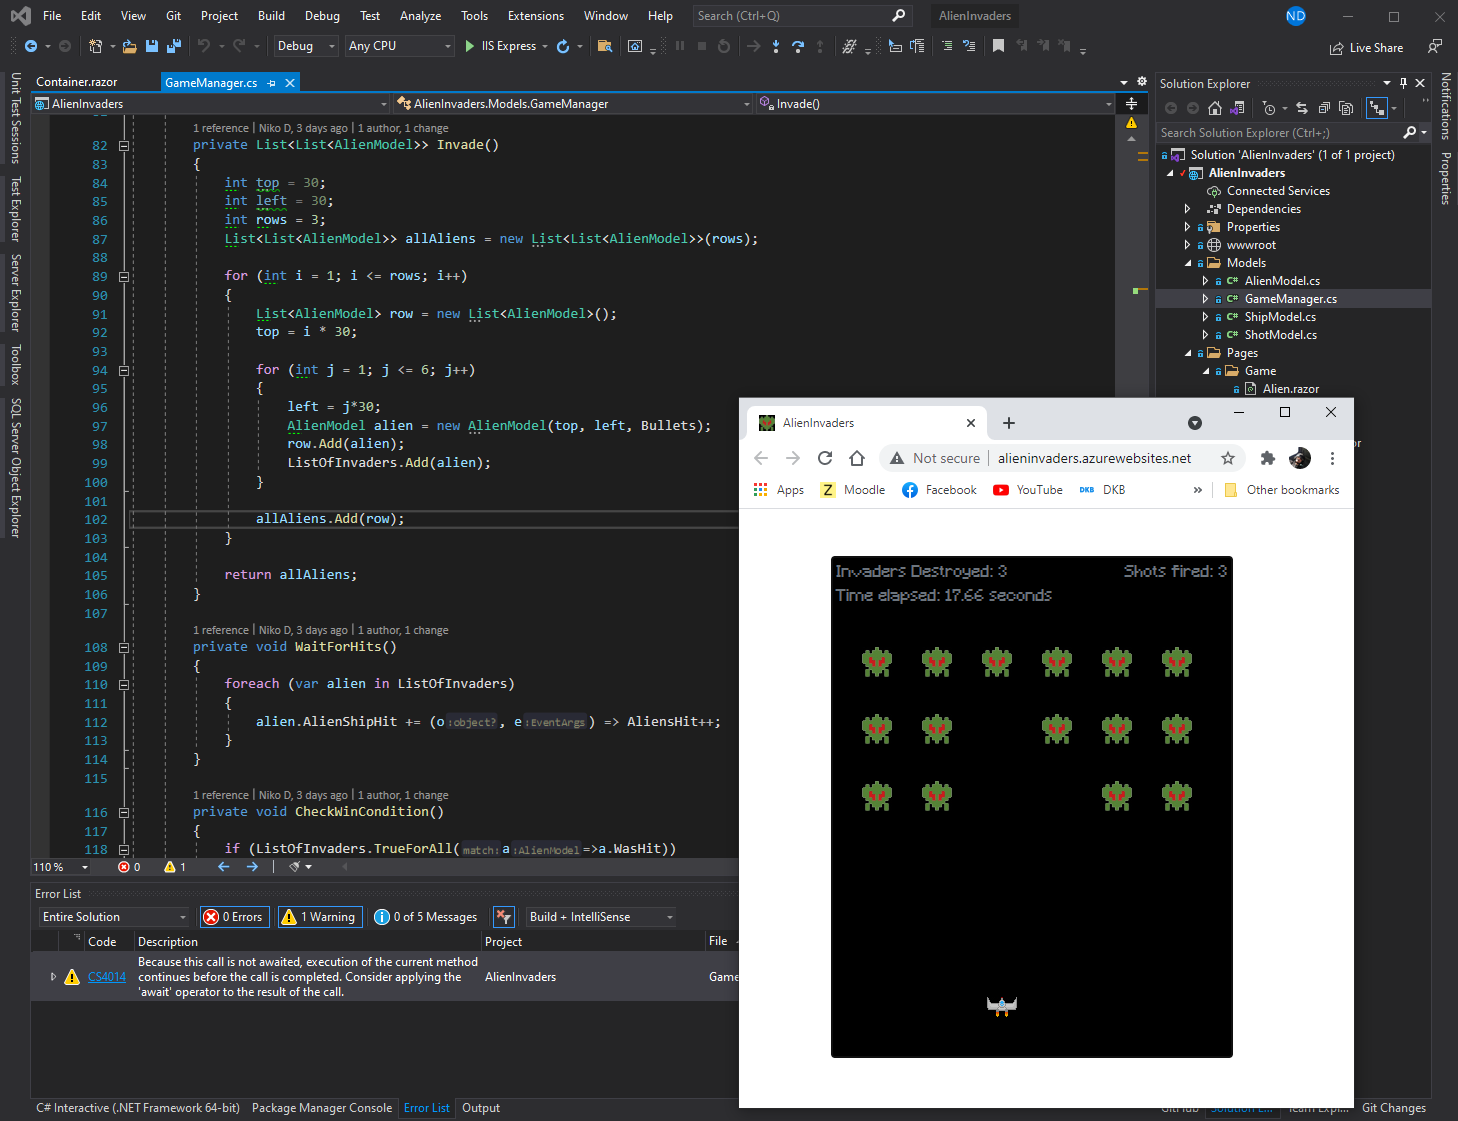 File Edit View Git Project Build Debug Test Analyze Tools Extensions Window Help Search (Ctrl+Q) AlienInvaders ND
Debug Any CPU IIS Express Live Share
Unit Test Sessions
Test Explorer
Server Explorer
Toolbox
SQL Server Object Explorer
Container.razor GameManager.cs
AlienInvaders AlienInvaders.Models.GameManager Invade()
1 reference | Niko D, 3 days ago | 1 author, 1 change
82 private List<List<AlienModel>> Invade()
83 {
84 int top = 30;
85 int left = 30;
86 int rows = 3;
87 List<List<AlienModel>> allAliens = new List<List<AlienModel>>(rows);
88
89 for (int i = 1; i <= rows; i++)
90 {
91 List<AlienModel> row = new List<AlienModel>();
92 top = i * 30;
93
94 for (int j = 1; j <= 6; j++)
95 {
96 left = j*30;
97 AlienModel alien = new AlienModel(top, left, Bullets);
98 row.Add(alien);
99 ListOfInvaders.Add(alien);
100 }
101
102 allAliens.Add(row);
103 }
104
105 return allAliens;
106 }
107
1 reference | Niko D, 3 days ago | 1 author, 1 change
108 private void WaitForHits()
109 {
110 foreach (var alien in ListOfInvaders)
111 {
112 alien.AlienShipHit += (o:object?, e:EventArgs) => AliensHit++;
113 }
114 }
115
1 reference | Niko D, 3 days ago | 1 author, 1 change
116 private void CheckWinCondition()
117 {
118 if (ListOfInvaders.TrueForAll(match:a:AlienModel=>a.WasHit))
110 % 0 1
Error List
Entire Solution 0 Errors 1 Warning 0 of 5 Messages Build + IntelliSense
Code Description Project File
CS4014 Because this call is not awaited, execution of the current method
continues before the call is completed. Consider applying the
'await' operator to the result of the call.
AlienInvaders Game
C# Interactive (.NET Framework 64-bit) Package Manager Console Error List Output
Solution Explorer
Search Solution Explorer (Ctrl+;)
Solution 'AlienInvaders' (1 of 1 project)
AlienInvaders
Connected Services
Dependencies
C# Properties
wwwroot
Models
C# AlienModel.cs
C# GameManager.cs
C# ShipModel.cs
C# ShotModel.cs
Pages
Game
Alien.razor
Notifications
Properties
AlienInvaders
Not secure | alieninvaders.azurewebsites.net
Apps Z Moodle Facebook YouTube DKB DKB » Other bookmarks
Invaders Destroyed: 3 Shots fired: 3
Time elapsed: 17.66 seconds
Git Changes